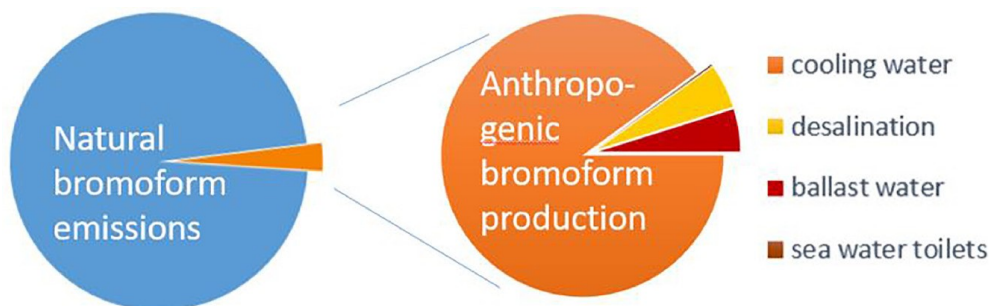 Natural
bromoform
emissions
Anthropo-
genic
bromoform
production
cooling water
desalination
ballast water
sea water toilets